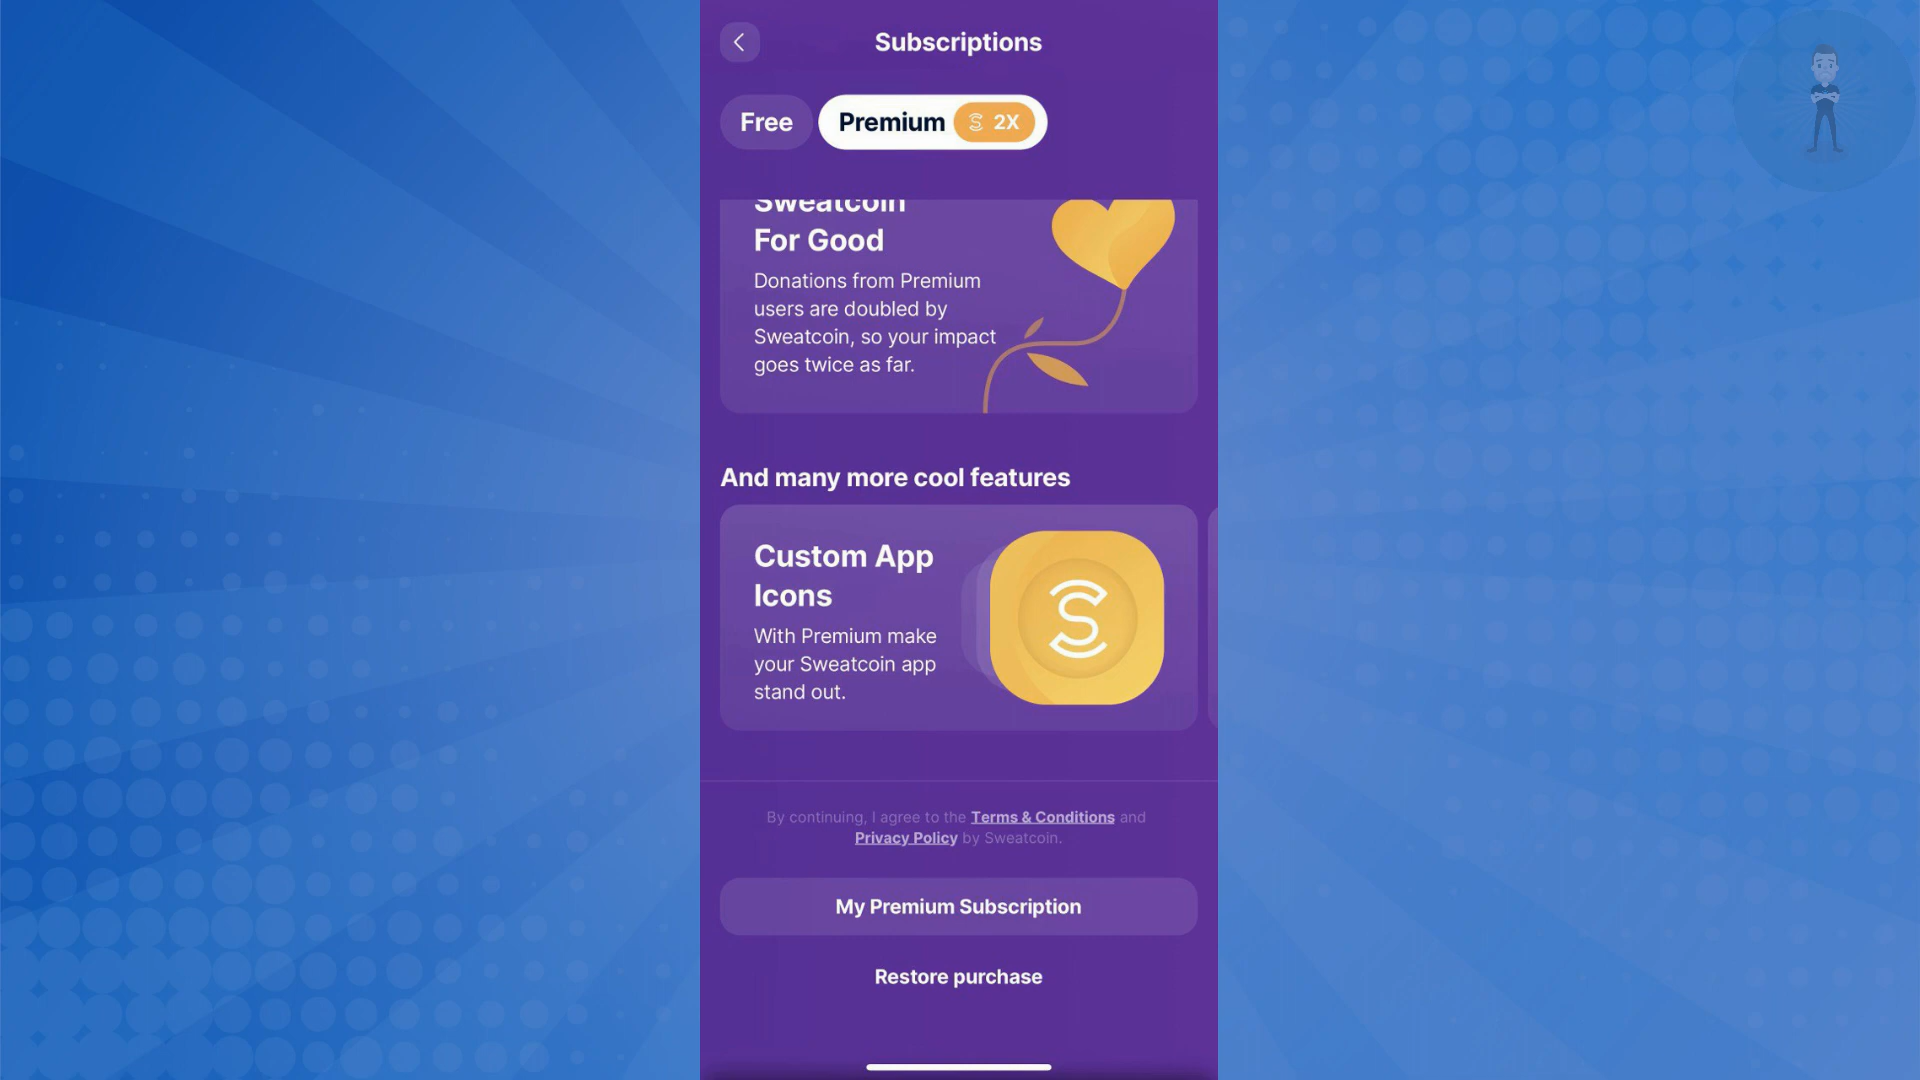 Subscriptions
Free
Premium
2X
Sweatcoin
For Good
Donations from Premium
users are doubled by
Sweatcoin, so your impact
goes twice as far.
And many more cool features
Custom App
Icons
With Premium make
your Sweatcoin app
stand out.
By continuing, I agree to the Terms & Conditions and
Privacy Policy by Sweatcoin.
My Premium Subscription
Restore purchase